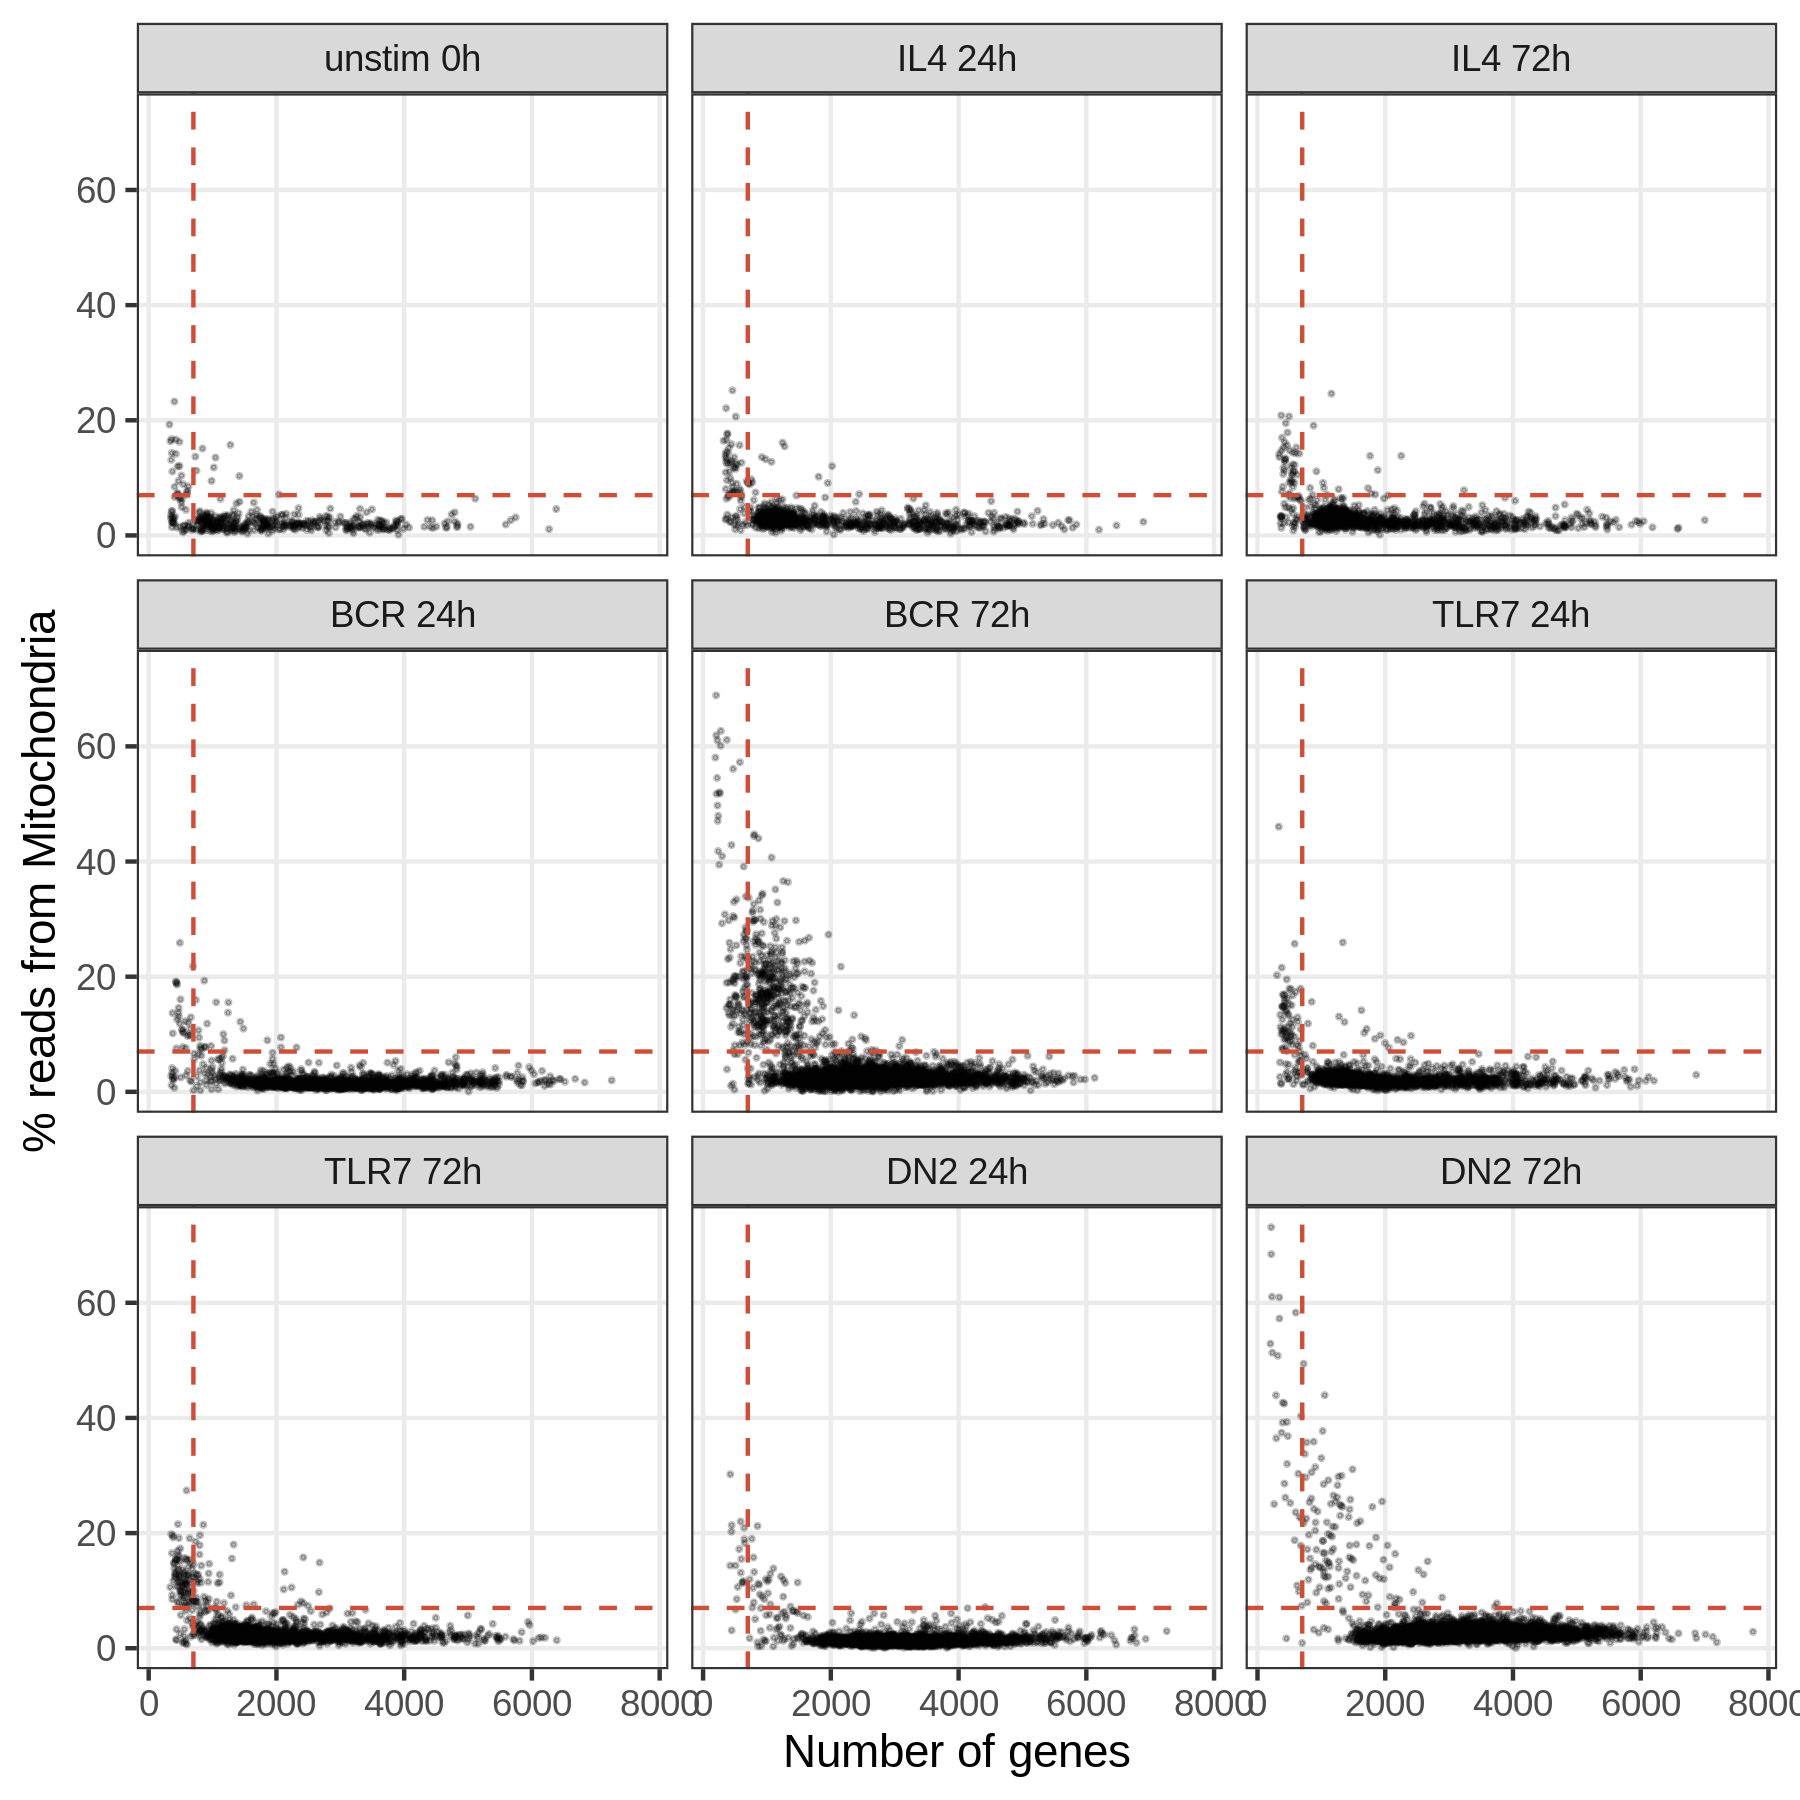 unstim 0h
IL4 24h
IL4 72h
60
40
20
0
BCR 24h
BCR 72h
TLR7 24h
60
40
20
0
TLR7 72h
DN2 24h
DN2 72h
60
40
20
0
0 2000 4000 6000 8000
0 2000 4000 6000 8000
0 2000 4000 6000 8000
Number of genes
% reads from Mitochondria